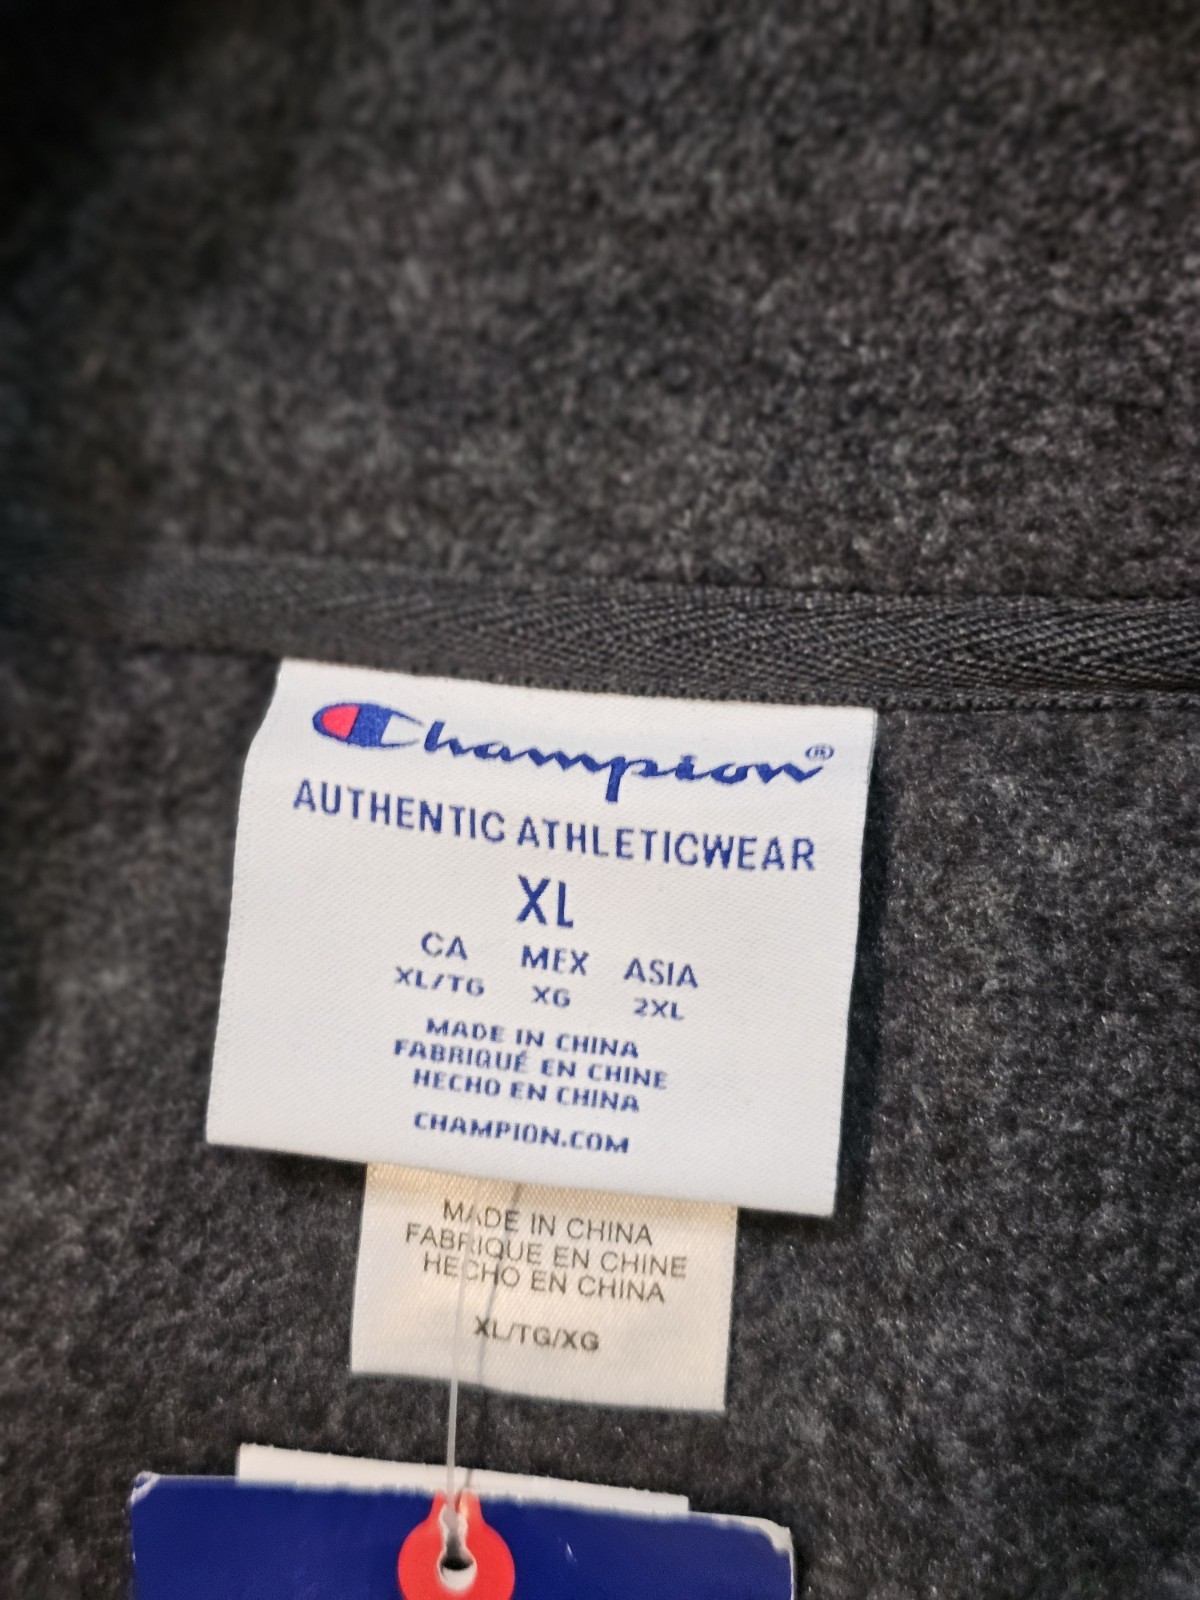 Champion®
AUTHENTIC ATHLETICWEAR
XL
CA MEX ASIA
XL/TG XG 2XL
MADE IN CHINA
FABRIQUÉ EN CHINE
HECHO EN CHINA
CHAMPION.COM
MADE IN CHINA
FABRIQUE EN CHINE
HECHO EN CHINA
XL/TG/XG